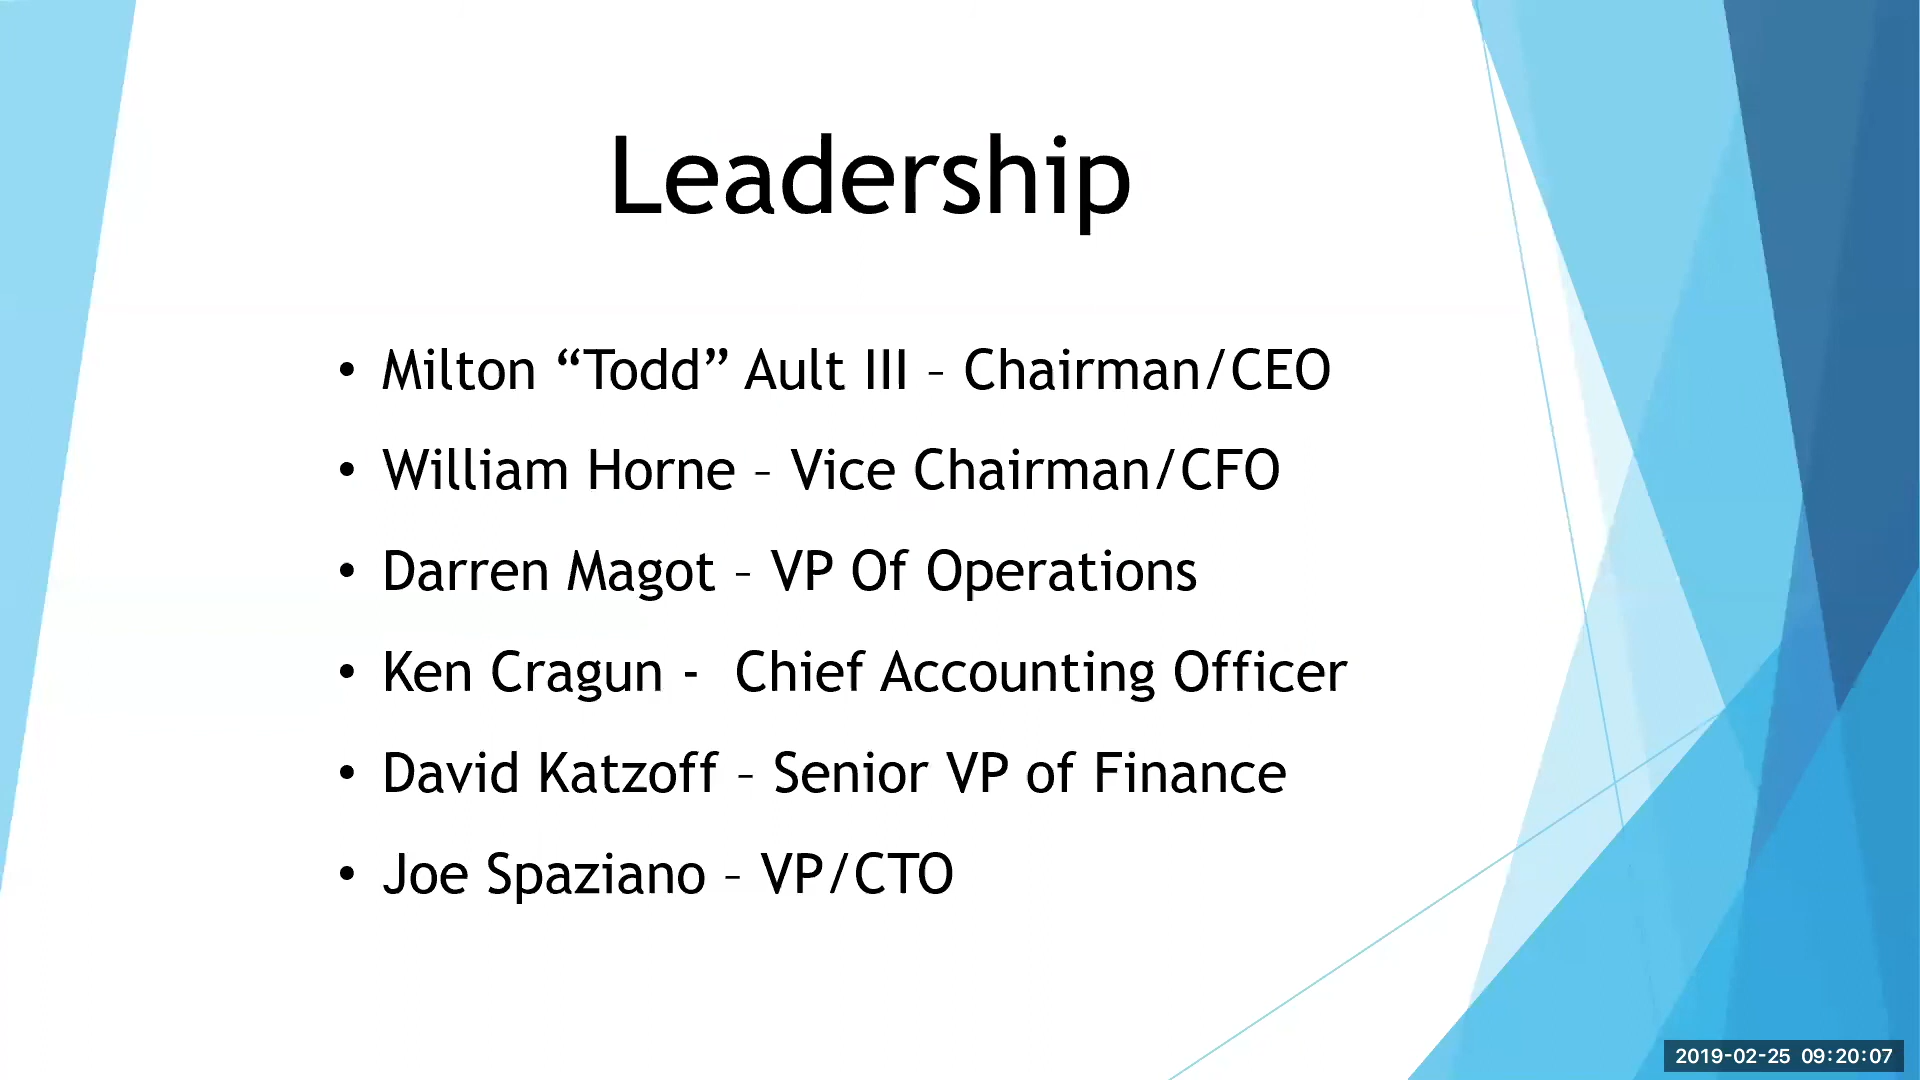 Leadership
• Milton “Todd” Ault III – Chairman/CEO
• William Horne – Vice Chairman/CFO
• Darren Magot – VP Of Operations
• Ken Cragun -  Chief Accounting Officer
• David Katzoff – Senior VP of Finance
• Joe Spaziano – VP/CTO
2019-02-25 09:20:07